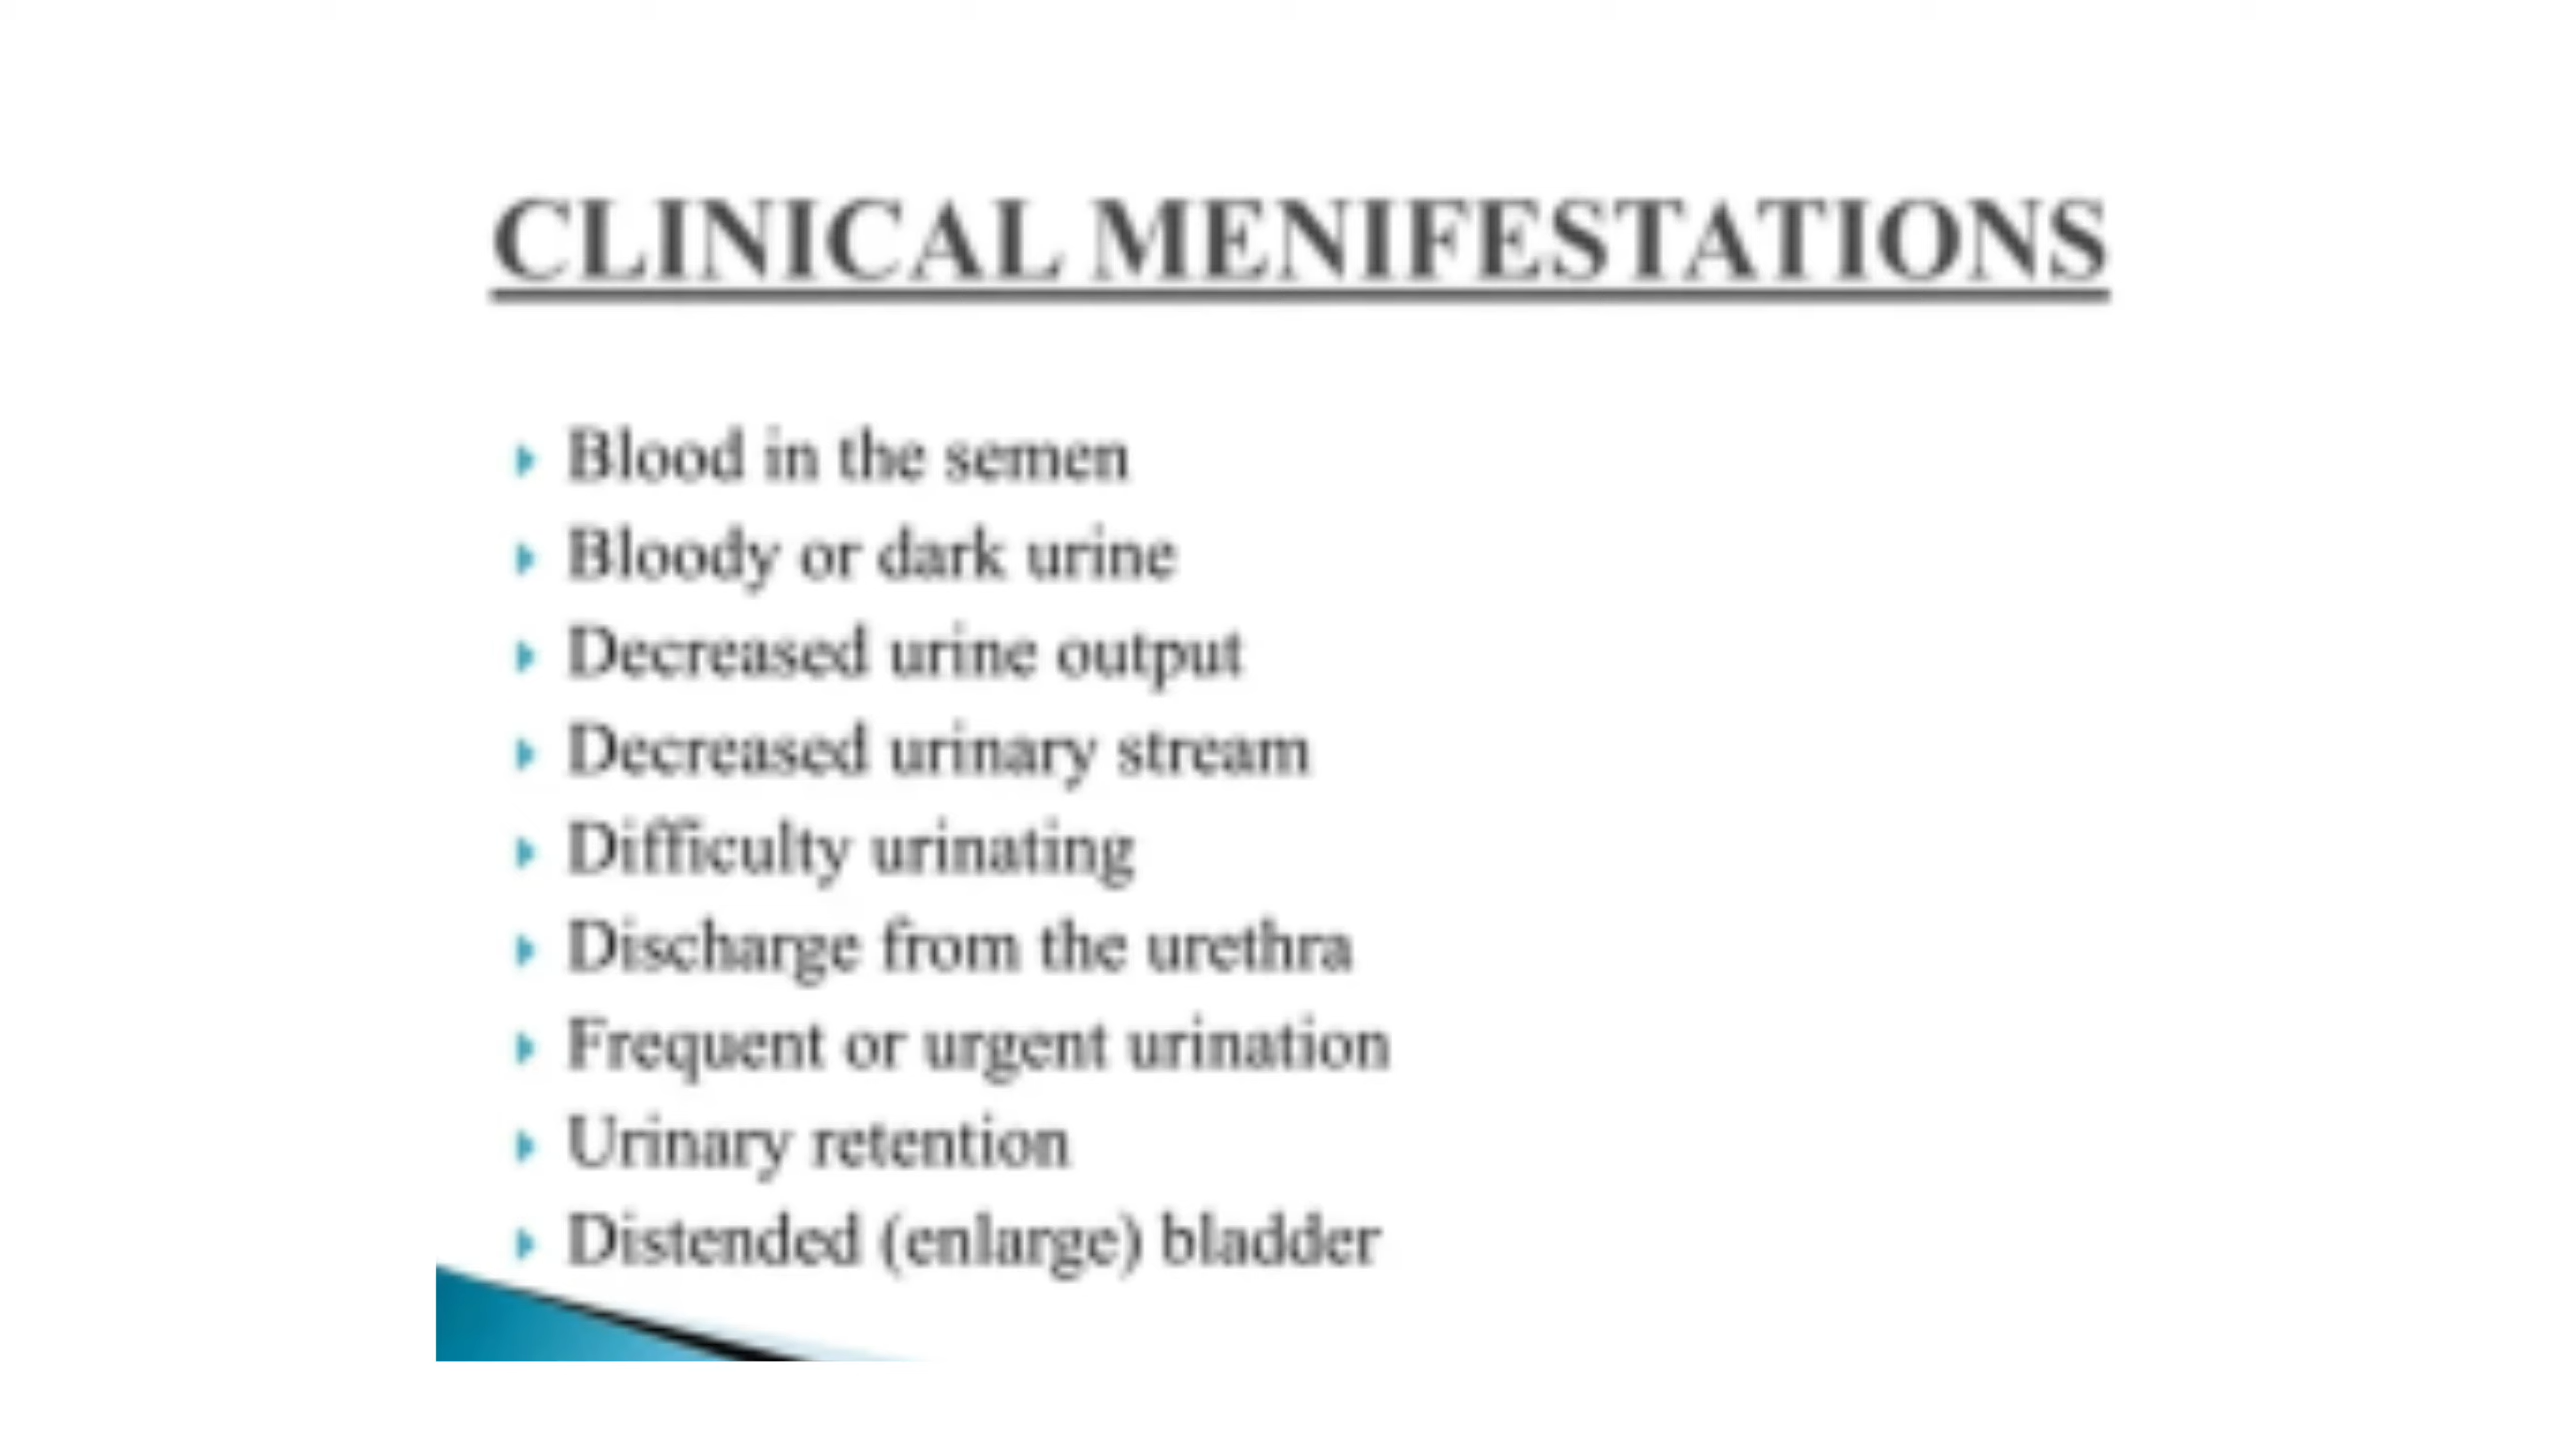 CLINICAL MENIFESTATIONS
Blood in the semen
Bloody or dark urine
Decreased urine output
Decreased urinary stream
Difficulty urinating
Discharge from the urethra
Frequent or urgent urination
Urinary retention
Distended (enlarge) bladder